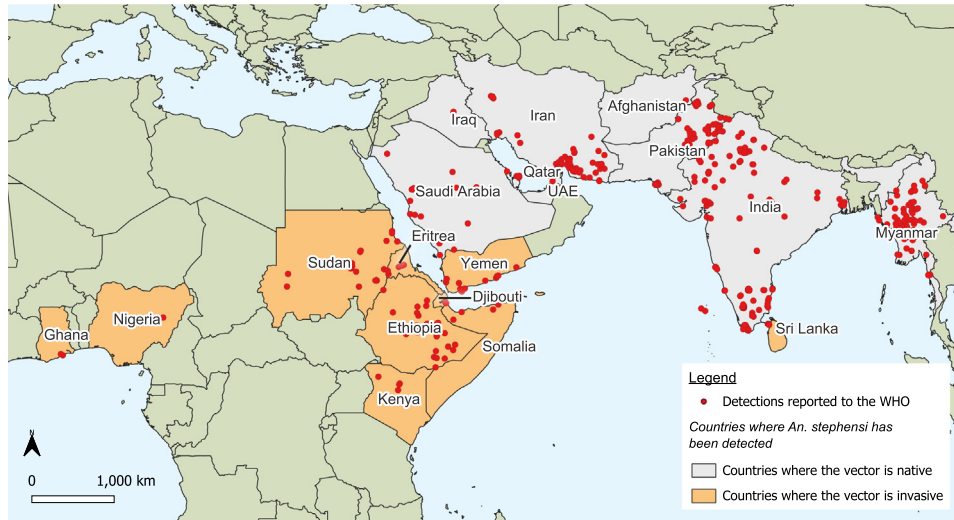 Afghanistan
Iran
Iraq
Pakistan
Qatar
UAE
Saudi Arabia
India
Myanmar
Eritrea
Sudan
Yemen
Djibouti
Nigeria
Ghana
Ethiopia
Somalia
Sri Lanka
Kenya
Legend
Detections reported to the WHO
Countries where An. stephensi has
been detected
Countries where the vector is native
Countries where the vector is invasive
N
0 1,000 km